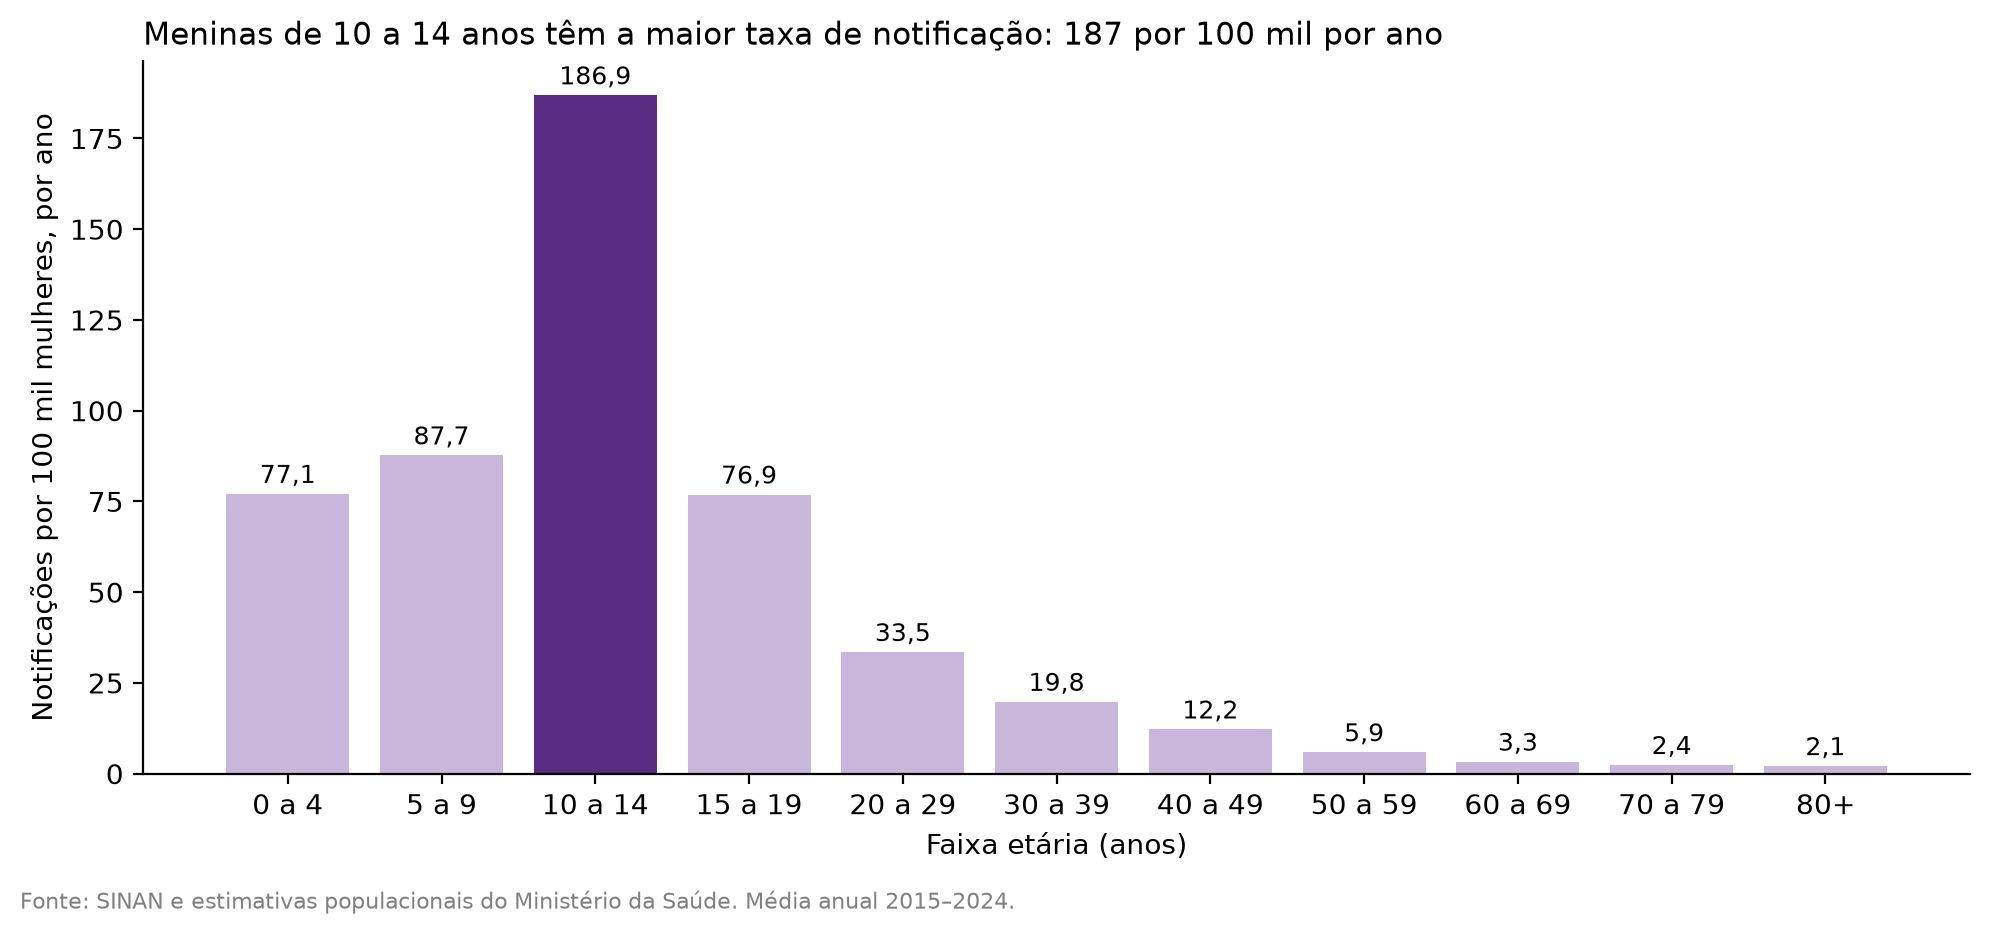 Meninas de 10 a 14 anos têm a maior taxa de notificação: 187 por 100 mil por ano
Notificações por 100 mil mulheres, por ano
175
150
125
100
75
50
25
0
77,1
87,7
186,9
76,9
33,5
19,8
12,2
5,9
3,3
2,4
2,1
0 a 4
5 a 9
10 a 14
15 a 19
20 a 29
30 a 39
40 a 49
50 a 59
60 a 69
70 a 79
80+
Faixa etária (anos)
Fonte: SINAN e estimativas populacionais do Ministério da Saúde. Média anual 2015–2024.